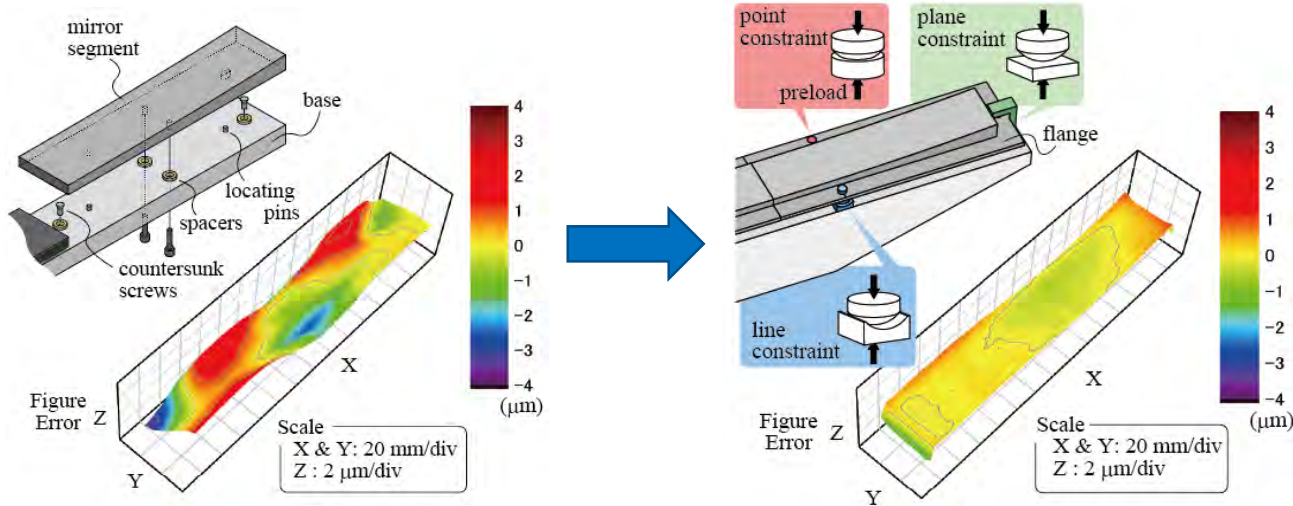 mirror
segment
base
locating
pins
spacers
countersunk
screws
4
3
2
1
0
−1
−2
−3
−4
(μm)
X
Figure
Error
Z
Y
Scale
X & Y: 20 mm/div
Z : 2 μm/div
point
constraint
preload
plane
constraint
flange
line
constraint
4
3
2
1
0
−1
−2
−3
−4
(μm)
X
Figure
Error
Z
Y
Scale
X & Y: 20 mm/div
Z : 2 μm/div